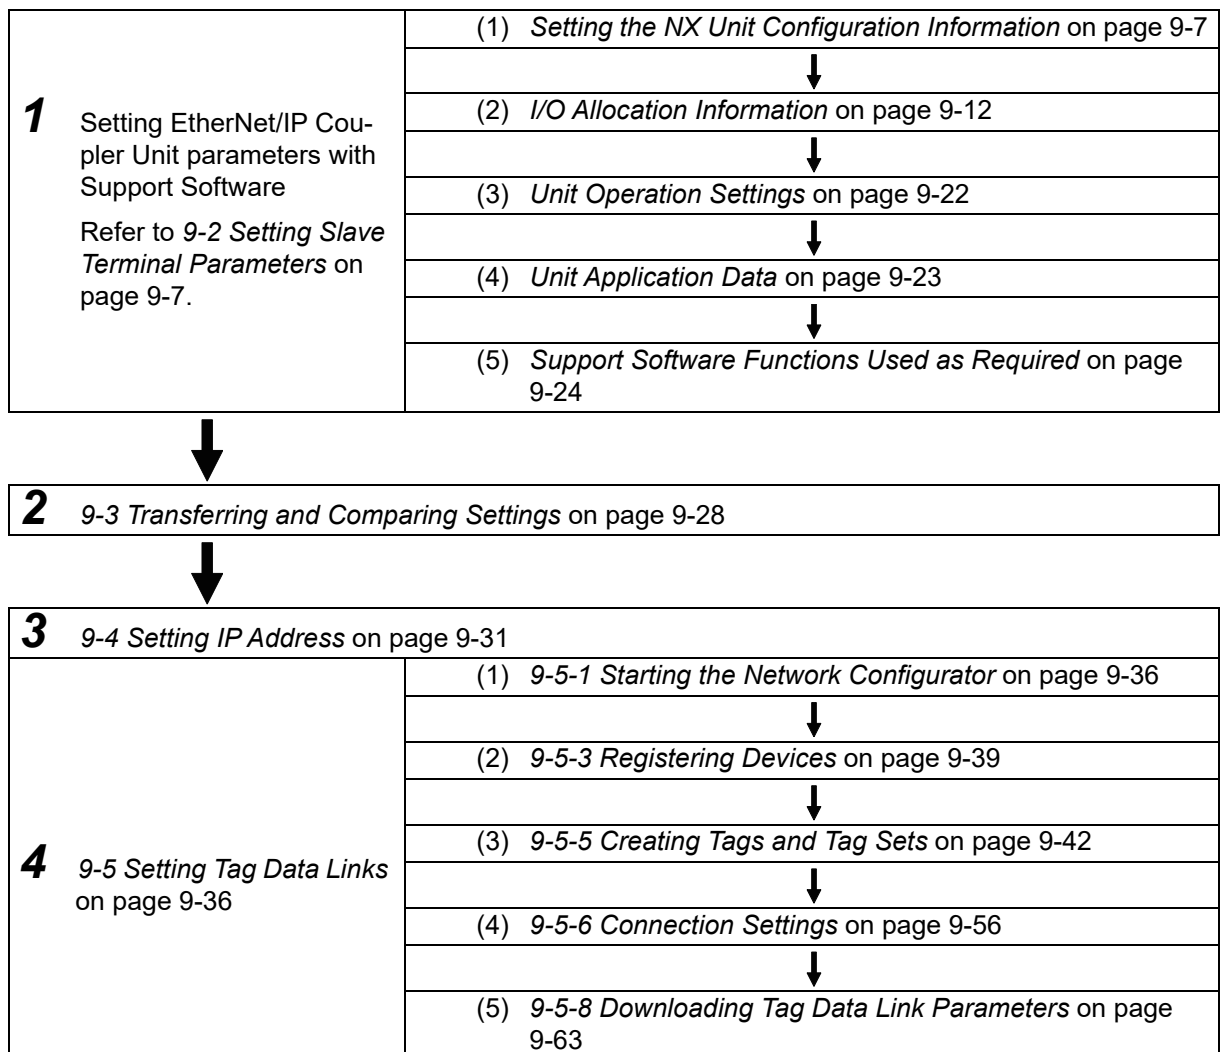 1 Setting EtherNet/IP Cou-
pler Unit parameters with
Support Software
Refer to 9-2 Setting Slave
Terminal Parameters on
page 9-7.
(1) Setting the NX Unit Configuration Information on page 9-7
(2) I/O Allocation Information on page 9-12
(3) Unit Operation Settings on page 9-22
(4) Unit Application Data on page 9-23
(5) Support Software Functions Used as Required on page
9-24
2 9-3 Transferring and Comparing Settings on page 9-28
3 9-4 Setting IP Address on page 9-31
4 9-5 Setting Tag Data Links
on page 9-36
(1) 9-5-1 Starting the Network Configurator on page 9-36
(2) 9-5-3 Registering Devices on page 9-39
(3) 9-5-5 Creating Tags and Tag Sets on page 9-42
(4) 9-5-6 Connection Settings on page 9-56
(5) 9-5-8 Downloading Tag Data Link Parameters on page
9-63